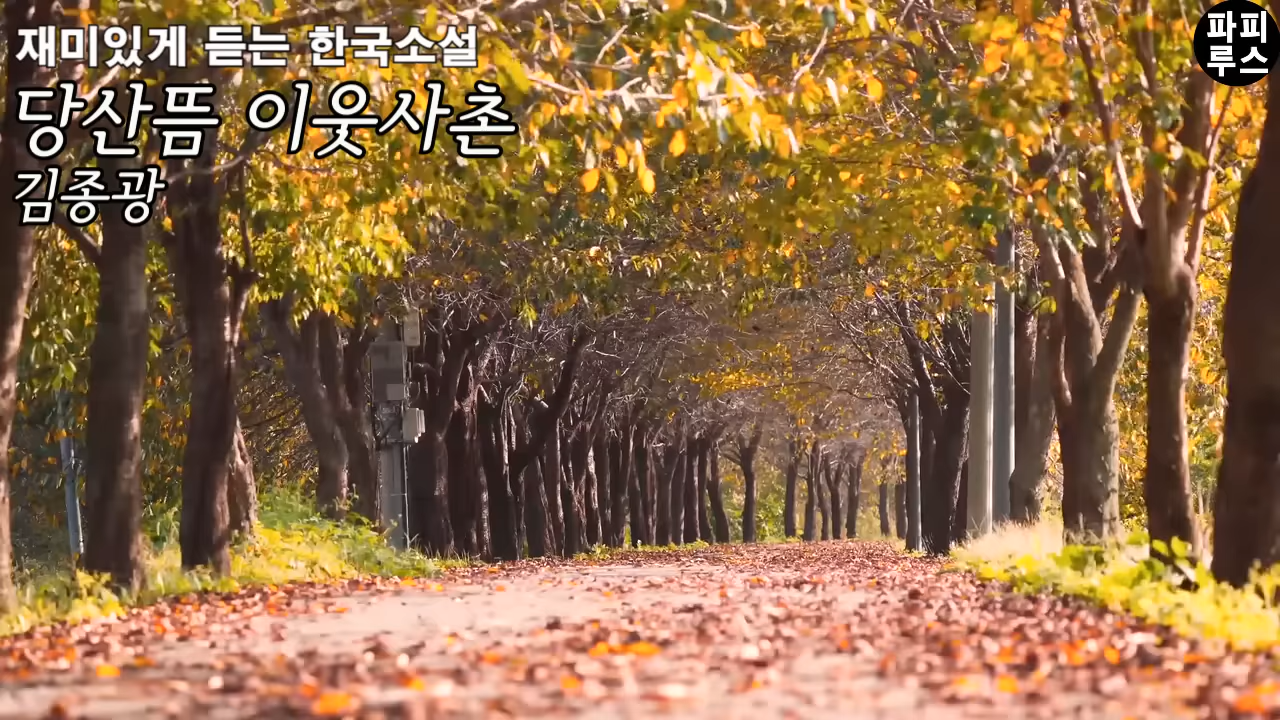 재미있게 듣는 한국소설
당산뜸 이웃사촌
김종광
파피
루스